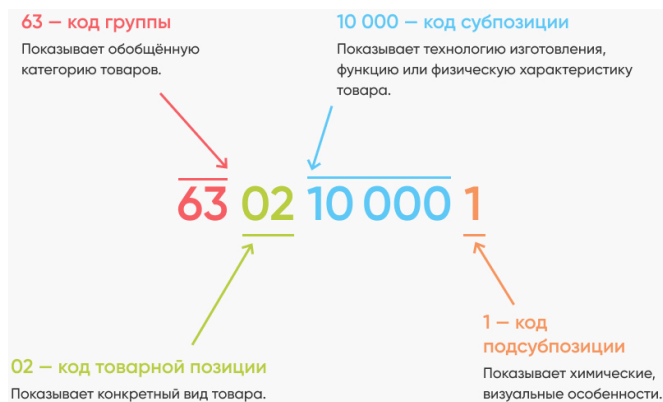 63 — код группы
Показывает обобщённую
категорию товаров.
10 000 — код субпозиции
Показывает технологию изготовления,
функцию или физическую характеристику
товара.
63 02 10 000 1
02 — код товарной позиции
Показывает конкретный вид товара.
1 — код
подсубпозиции
Показывает химические,
визуальные особенности.